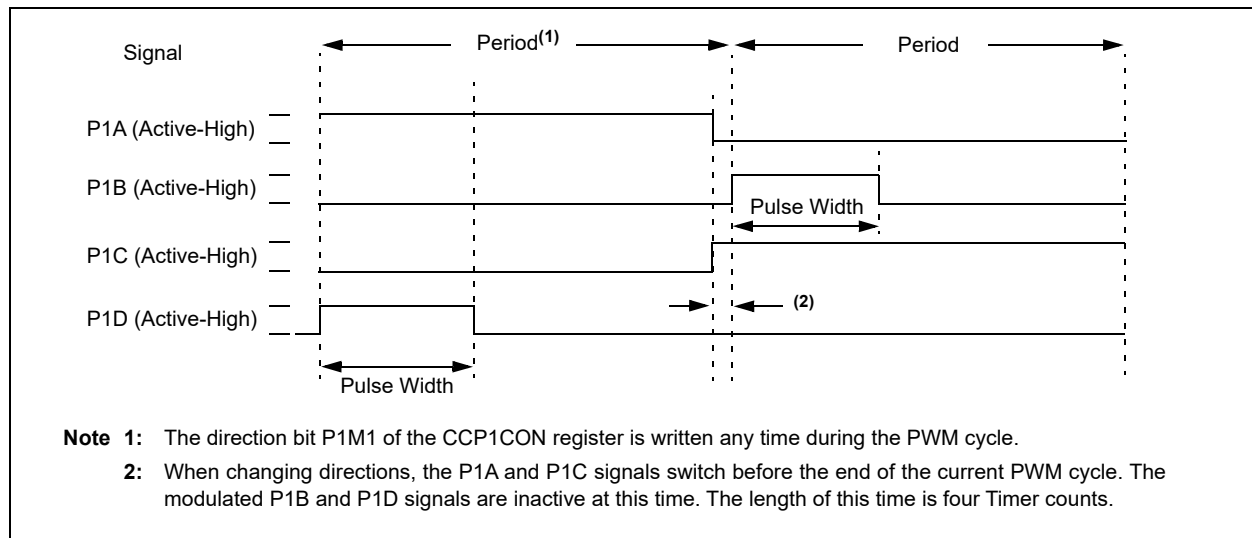 Signal
Period(1)
Period
P1A (Active-High)
P1B (Active-High)
Pulse Width
P1C (Active-High)
(2)
P1D (Active-High)
Pulse Width
Note 1: The direction bit P1M1 of the CCP1CON register is written any time during the PWM cycle.
2: When changing directions, the P1A and P1C signals switch before the end of the current PWM cycle. The
modulated P1B and P1D signals are inactive at this time. The length of this time is four Timer counts.